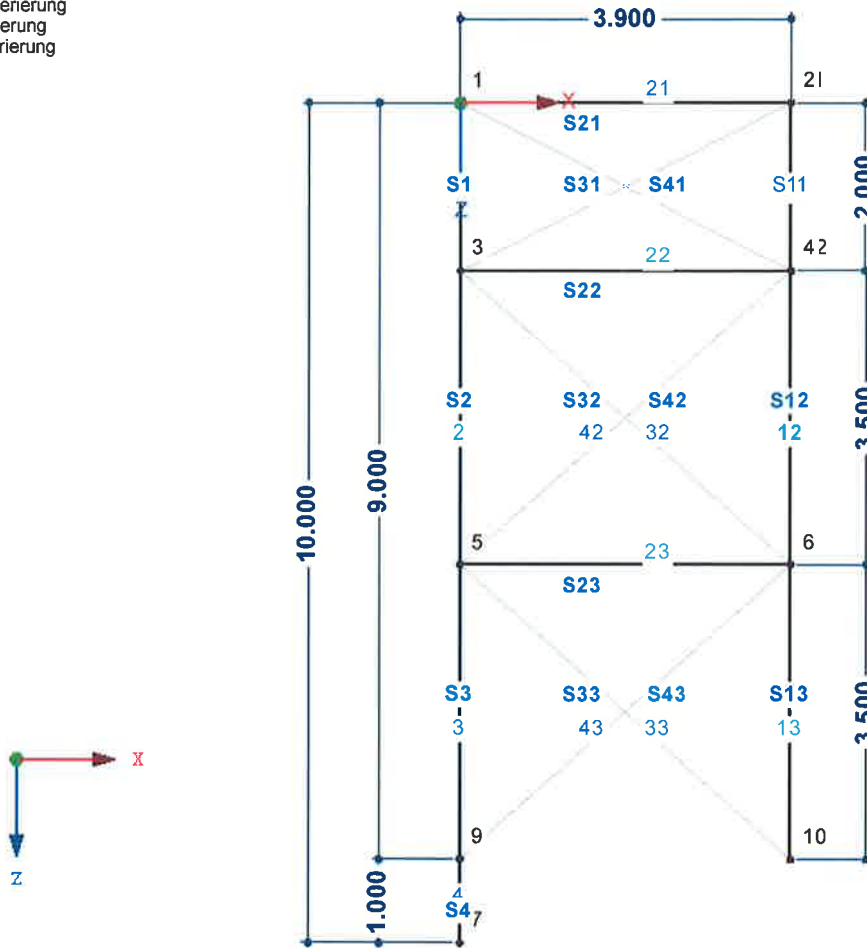 erierung
erung
rierung
3.900
1
21
21
X
S21
S1
S31
S41
S11
2.000
Z
3
22
42
S22
S2
S32
S42
S12
2
42
32
12
3.500
10.000
9.000
5
23
6
S23
S3
S33
S43
S13
3
43
33
13
3.500
X
Z
9
10
1.000
4
S4
7